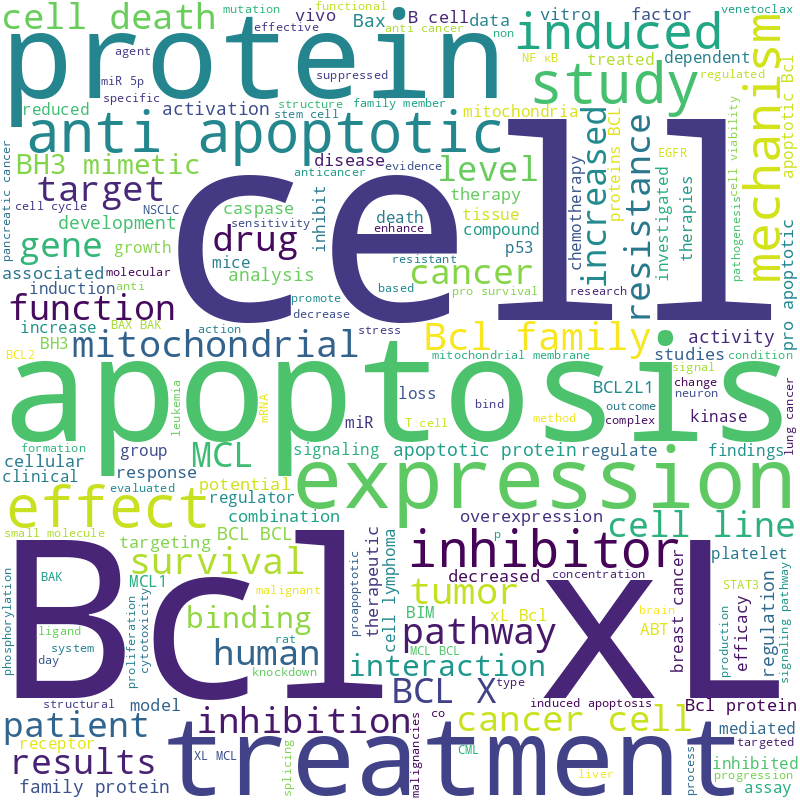 cell death
mutation
functional
effective
anti cancer
venetoclax
protein
vivo
Bax
B cell
data
non
vitro
factor
induced
mechanism
agent
miR 5p
specific
suppressed
NF κB
treated
dependent
regulated
apoptotic Bcl
study
reduced
activation
structure
family member
stem cell
mitochondria
anti apoptotic
disease
evidence
anticancer
increased
proteins BCL
EGFR
cell viability
pancreatic cancer
BH3 mimetic
level
target
caspase
inhibit
therapy
tissue
compound
chemotherapy
investigated
therapies
pathogenesis
resistance
cell cycle
NSCLC
sensitivity
death
enhance
development
gene
growth
drug
mice
analysis
resistant
p53
cancer
cell
associated
molecular
induction
anti
based
pro survival
research
pro apoptotic
function
promote
decrease
increase
BAX BAK
action
stress
Bcl family
activity
BCL2
BH3
mitochondrial
mitochondrial membrane
studies
condition
apoptosis
signal
leukemia
mRNA
loss
bind
BCL2L1
change
neuron
outcome
miR
T cell
method
complex
kinase
lung cancer
formation
cellular
clinical
group
response
MCL
signaling
apoptotic protein
regulate
findings
evaluated
potential
expression
effect
regulator
combination
overexpression
small molecule
targeting
BCL BCL
p
cell line
survival
inhibitor
platelet
phosphorylation
BAK
MCL1
therapeutic
proapoptotic
cell lymphoma
decreased
concentration
breast cancer
STAT3
Bcl XL
malignant
tumor
brain
efficacy
regulation
signaling pathway
production
ligand
proliferation
cytotoxicity
binding
BIM
xL Bcl
ABT
system
day
rat
pathway
human
knockdown
MCL BCL
interaction
structural
model
BCL X
type
induced apoptosis
Bcl protein
patient
inhibition
co
cancer cell
mediated
receptor
malignancies
targeted
results
XL MCL
splicing
treatment
CML
liver
process
inhibited
progression
family protein
assay